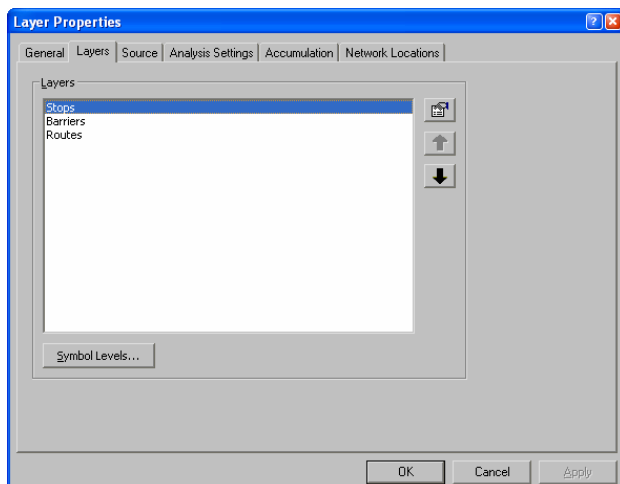 Layer Properties
General Layers Source Analysis Settings Accumulation Network Locations
Layers
Stops
Barriers
Routes
Symbol Levels...
OK Cancel Apply